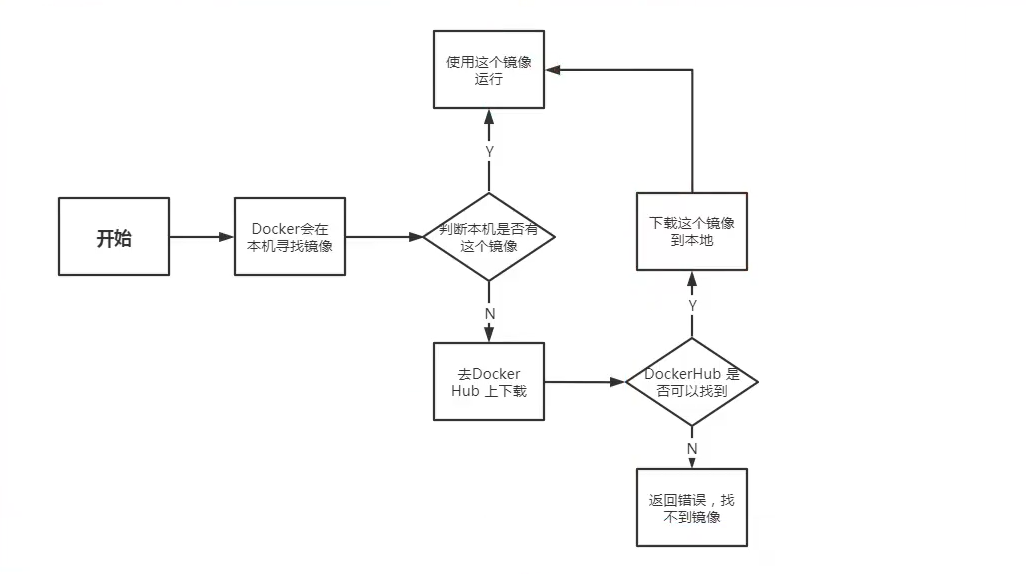 使用这个镜像
运行
Y
开始
Docker会在
本机寻找镜像
判断本机是否有
这个镜像
下载这个镜像
到本地
N
Y
去Docker
Hub 上下载
DockerHub 是
否可以找到
N
返回错误，找
不到镜像